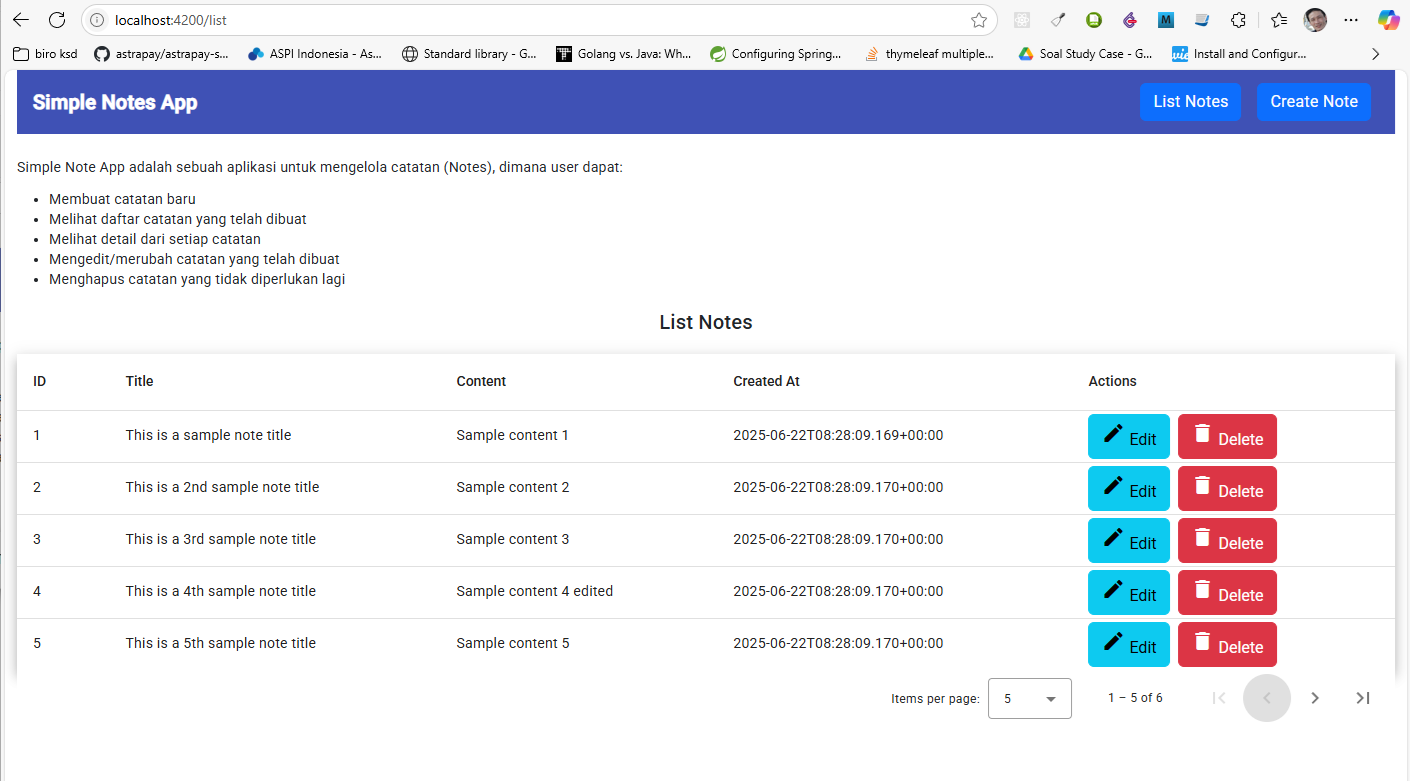 localhost:4200/list
biro ksd astrapay/astrapay-s... ASPI Indonesia - As... Standard library - G... Golang vs. Java: Wh... Configuring Spring... thymeleaf multiple... Soal Study Case - G... Install and Configur...
Simple Notes App List Notes Create Note
Simple Note App adalah sebuah aplikasi untuk mengelola catatan (Notes), dimana user dapat:
Membuat catatan baru
Melihat daftar catatan yang telah dibuat
Melihat detail dari setiap catatan
Mengedit/merubah catatan yang telah dibuat
Menghapus catatan yang tidak diperlukan lagi
List Notes
ID Title Content Created At Actions
1 This is a sample note title Sample content 1 2025-06-22T08:28:09.169+00:00 Edit Delete
2 This is a 2nd sample note title Sample content 2 2025-06-22T08:28:09.170+00:00 Edit Delete
3 This is a 3rd sample note title Sample content 3 2025-06-22T08:28:09.170+00:00 Edit Delete
4 This is a 4th sample note title Sample content 4 edited 2025-06-22T08:28:09.170+00:00 Edit Delete
5 This is a 5th sample note title Sample content 5 2025-06-22T08:28:09.170+00:00 Edit Delete
Items per page: 5 1 – 5 of 6